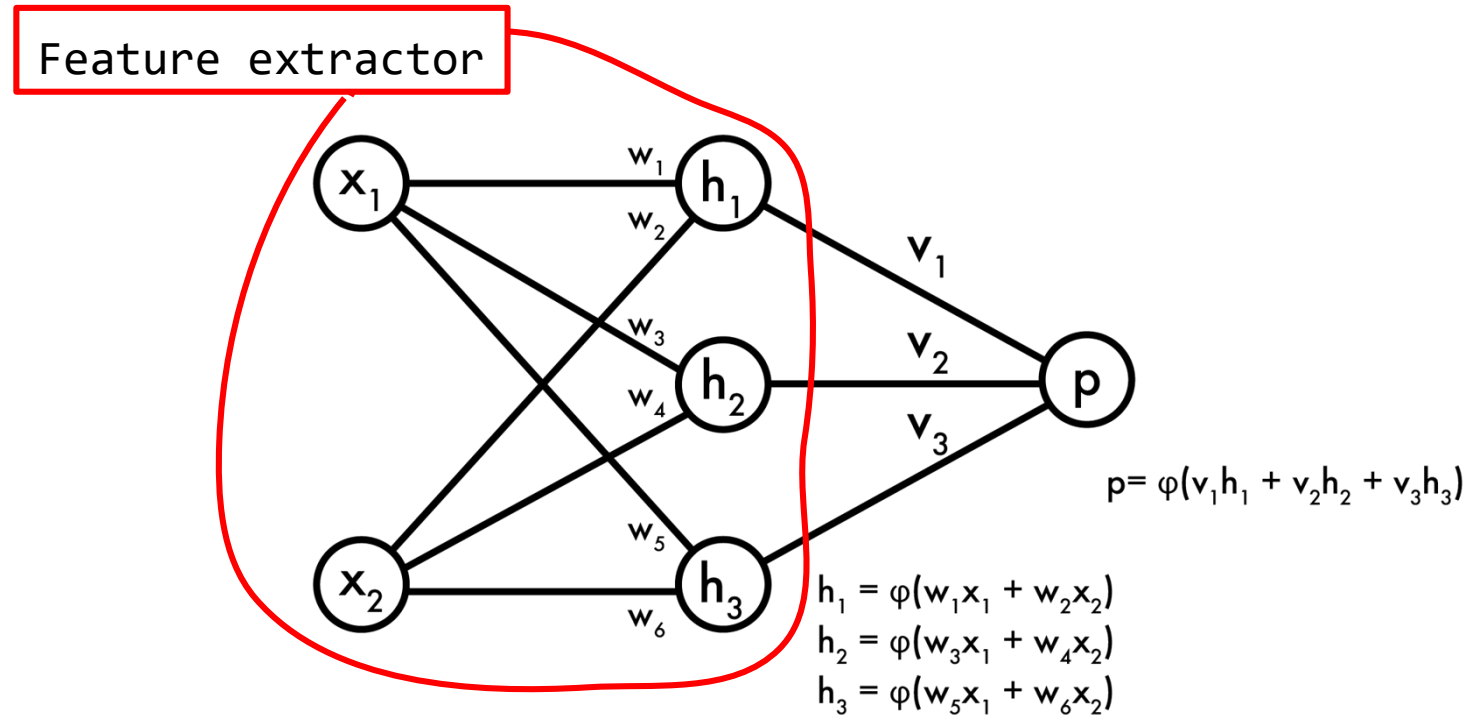 Feature extractor
x₁
w₁
h₁
w₂
v₁
w₃
h₂
v₂
p
w₄
v₃
p= φ(v₁h₁ + v₂h₂ + v₃h₃)
w₅
x₂
h₃
w₆
h₁ = φ(w₁x₁ + w₂x₂)
h₂ = φ(w₃x₁ + w₄x₂)
h₃ = φ(w₅x₁ + w₆x₂)